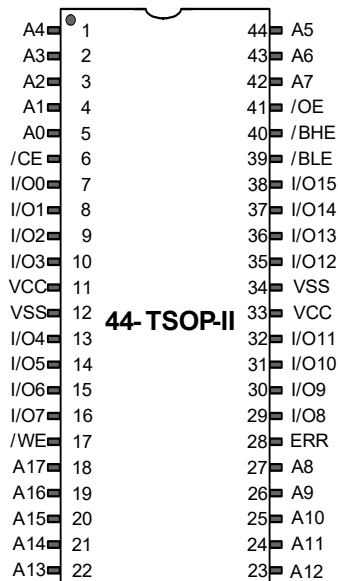 A4 1 44 A5
A3 2 43 A6
A2 3 42 A7
A1 4 41 /OE
A0 5 40 /BHE
/CE 6 39 /BLE
I/O0 7 38 I/O15
I/O1 8 37 I/O14
I/O2 9 36 I/O13
I/O3 10 35 I/O12
VCC 11 34 VSS
VSS 12 33 VCC
44-TSOP-II
I/O4 13 32 I/O11
I/O5 14 31 I/O10
I/O6 15 30 I/O9
I/O7 16 29 I/O8
/WE 17 28 ERR
A17 18 27 A8
A16 19 26 A9
A15 20 25 A10
A14 21 24 A11
A13 22 23 A12